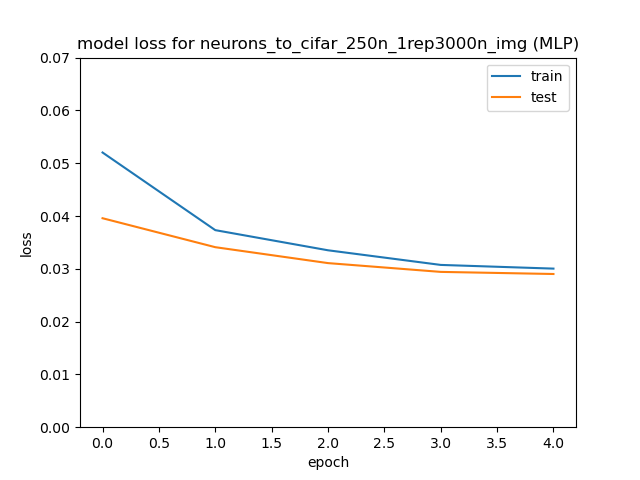 model loss for neurons_to_cifar_250n_1rep3000n_img (MLP)
0.07
0.06
0.05
0.04
0.03
0.02
0.01
0.00
loss
train
test
0.0 0.5 1.0 1.5 2.0 2.5 3.0 3.5 4.0
epoch